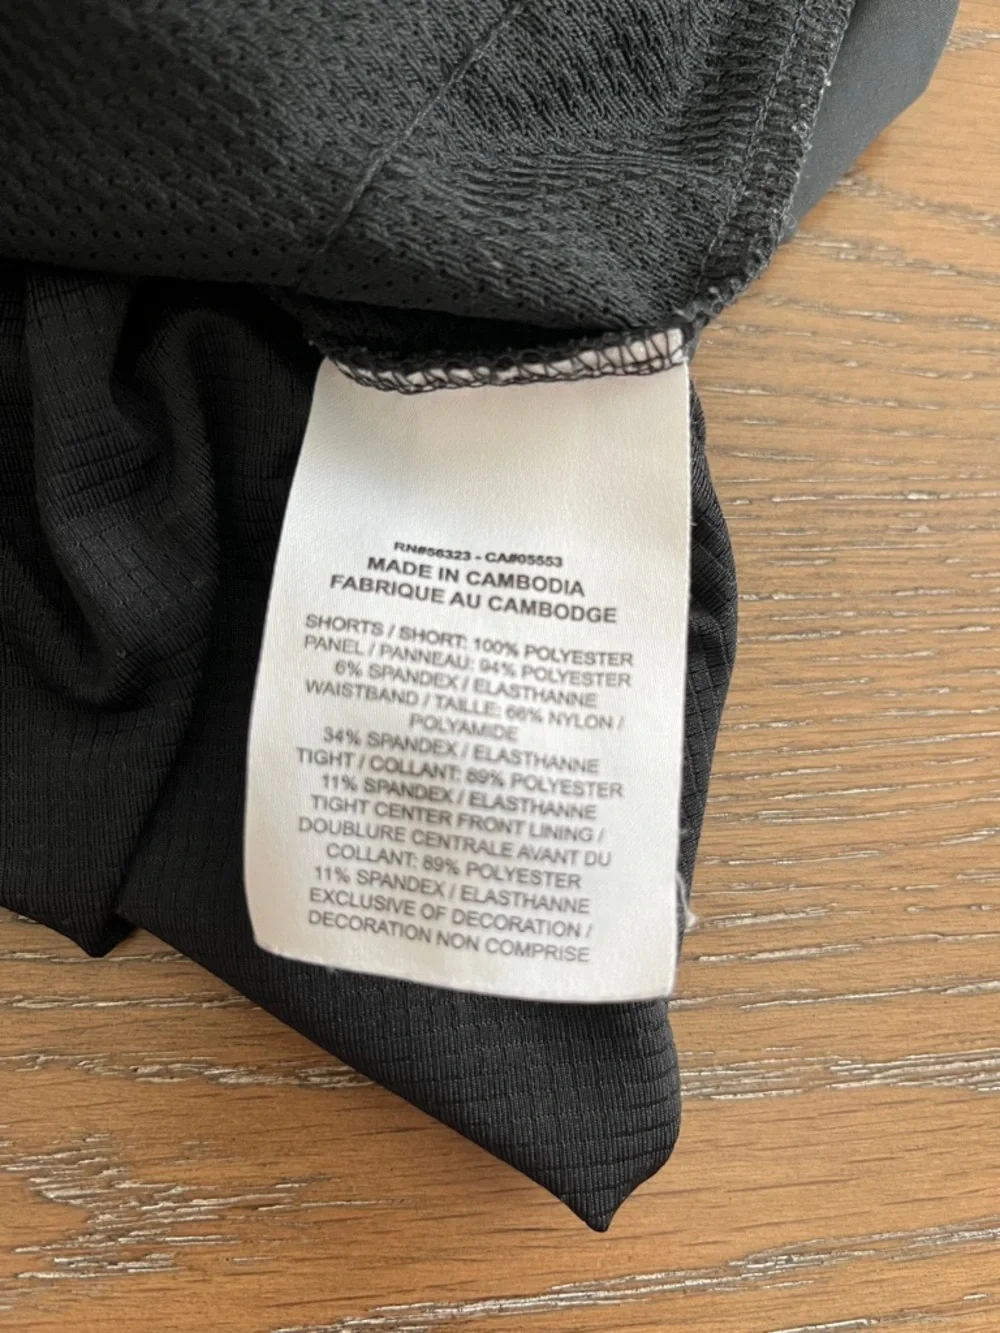 RN#56323 - CA#05553
MADE IN CAMBODIA
FABRIQUE AU CAMBODGE
SHORTS / SHORT: 100% POLYESTER
PANEL / PANNEAU: 94% POLYESTER
6% SPANDEX / ELASTHANNE
WAISTBAND / TAILLE: 66% NYLON /
POLYAMIDE
34% SPANDEX / ELASTHANNE
TIGHT / COLLANT: 89% POLYESTER
11% SPANDEX / ELASTHANNE
TIGHT CENTER FRONT LINING /
DOUBLURE CENTRALE AVANT DU
COLLANT: 89% POLYESTER
11% SPANDEX / ELASTHANNE
EXCLUSIVE OF DECORATION /
DECORATION NON COMPRISE